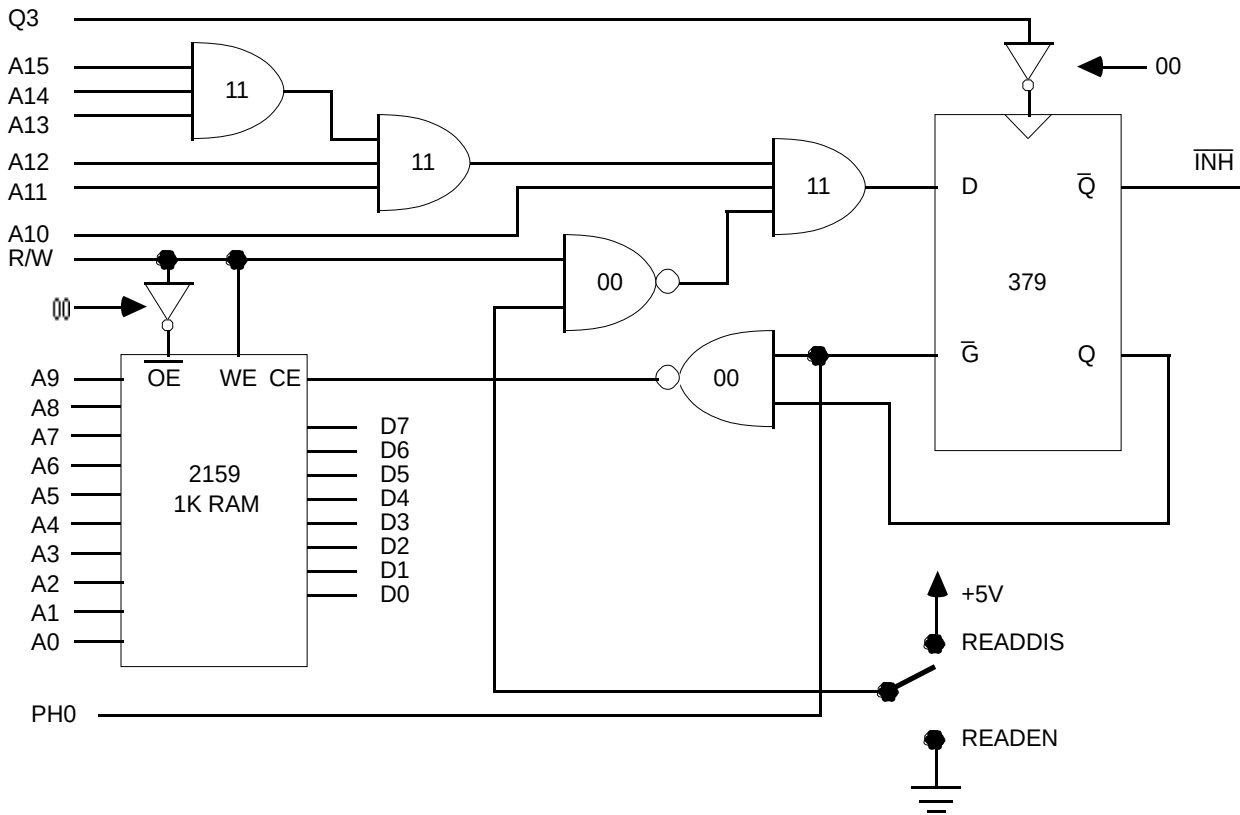 Q3
A15
A14
A13
A12
A11
A10
R/W
11
11
11
00
00
D
Q̅
INH
379
00
00
G̅
Q
00
OE
WE
CE
A9
A8
A7
A6
A5
A4
A3
A2
A1
A0
2159
1K RAM
D7
D6
D5
D4
D3
D2
D1
D0
+5V
READDIS
READEN
PH0